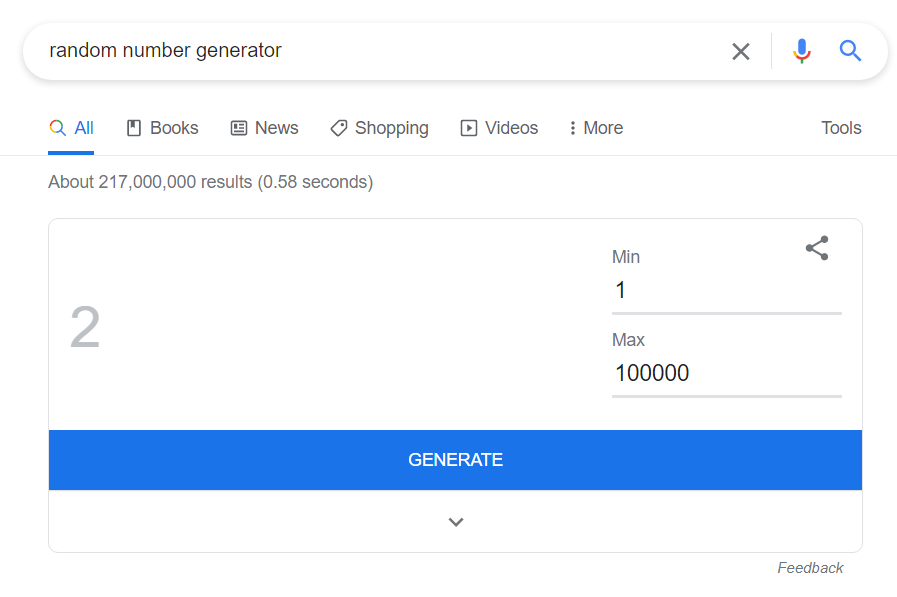 random number generator
All Books News Shopping Videos More Tools
About 217,000,000 results (0.58 seconds)
2
Min
1
Max
100000
GENERATE
Feedback